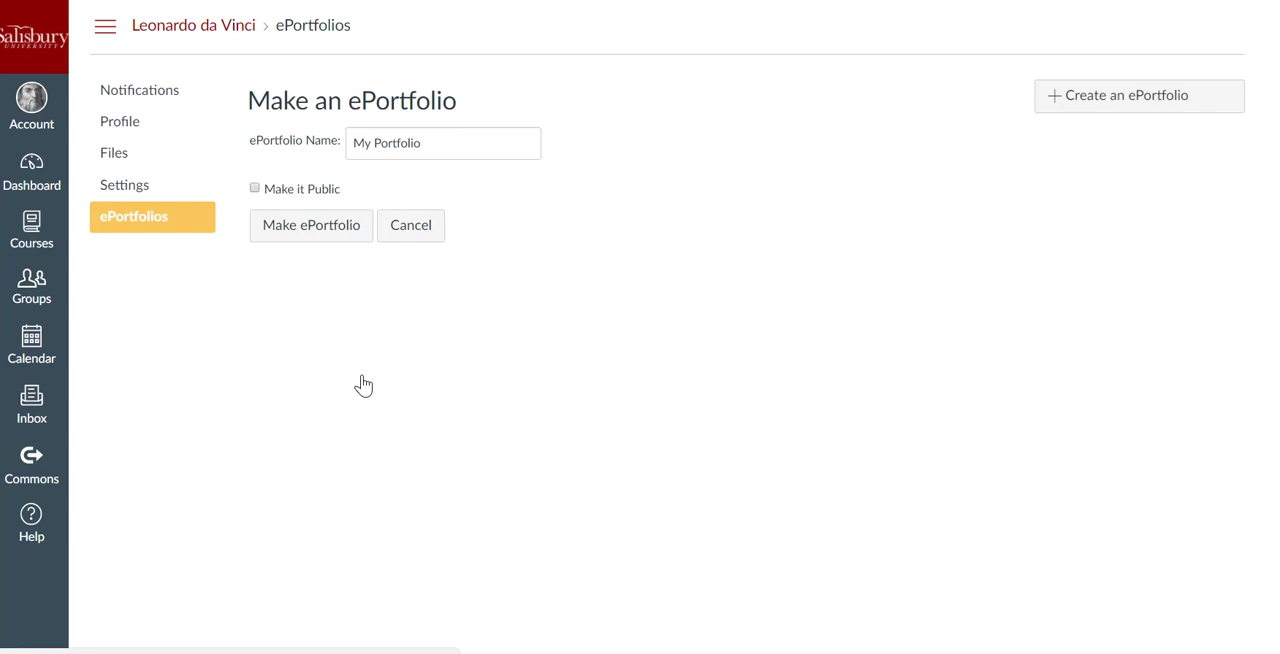 Salisbury
UNIVERSITY
Account
Dashboard
Courses
Groups
Calendar
Inbox
Commons
Help
Leonardo da Vinci > ePortfolios
Notifications
Profile
Files
Settings
ePortfolios
Make an ePortfolio
ePortfolio Name: My Portfolio
Make it Public
Make ePortfolio Cancel
+ Create an ePortfolio